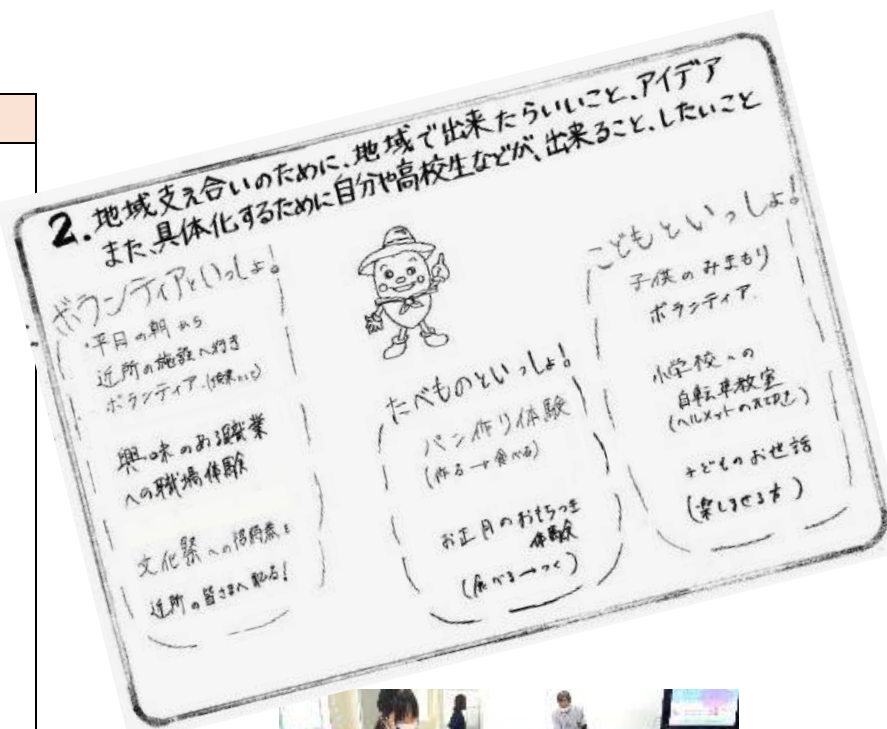 2.地域支え合いのために、地域で出来たらいいこと、アイデア
また、具体化するために自分や高校生などが、出来ること、したいこと
ボランティアといっしょ!
・平日の朝から
近所の施設へ行き
ボランティア
興味のある職業
への職場体験
文化祭への招待券を
近所の皆さまへ配る!
たべものといっしょ!
パン作り体験
(作る→食べる)
お正月のおもちつき
体験
(食べる→つく)
こどもといっしょ!
子供のみまもり
ボランティア.
小学校への
自転車教室
(ヘルメットの大切さ)
子どものお世話
(楽しませる方)